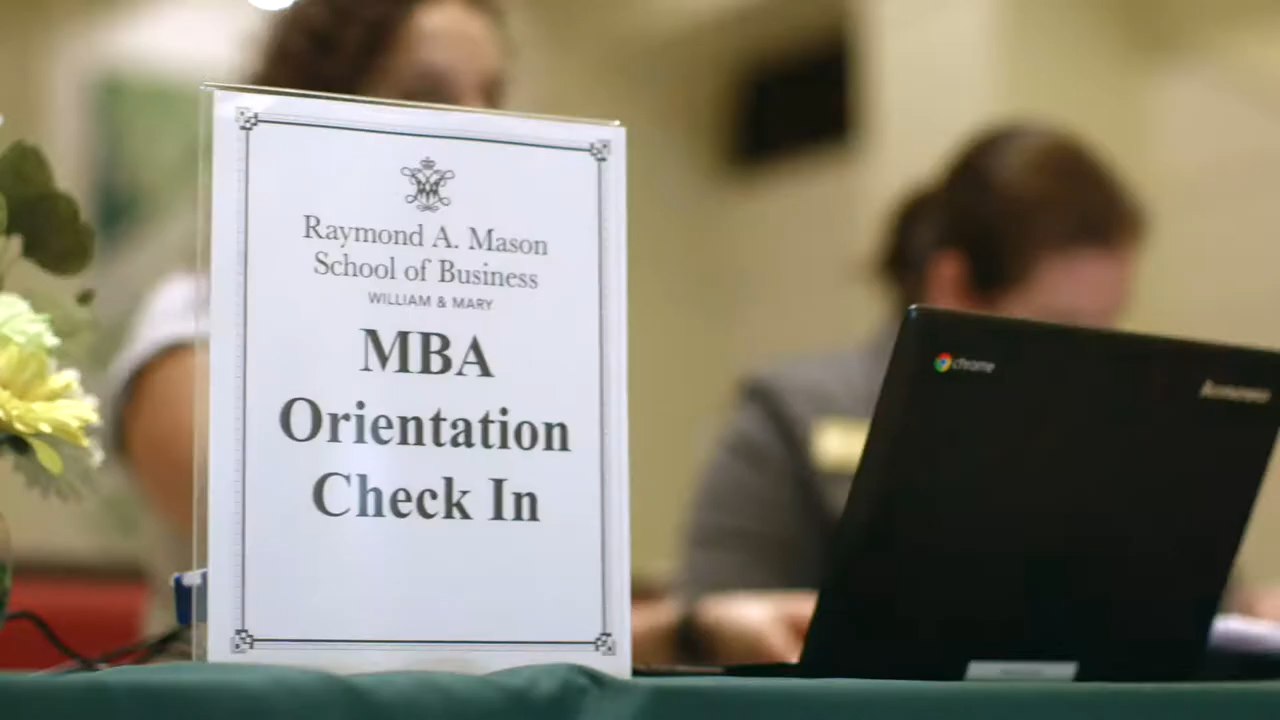 Raymond A. Mason
School of Business
WILLIAM & MARY
MBA
Orientation
Check In
chrome
lenovo